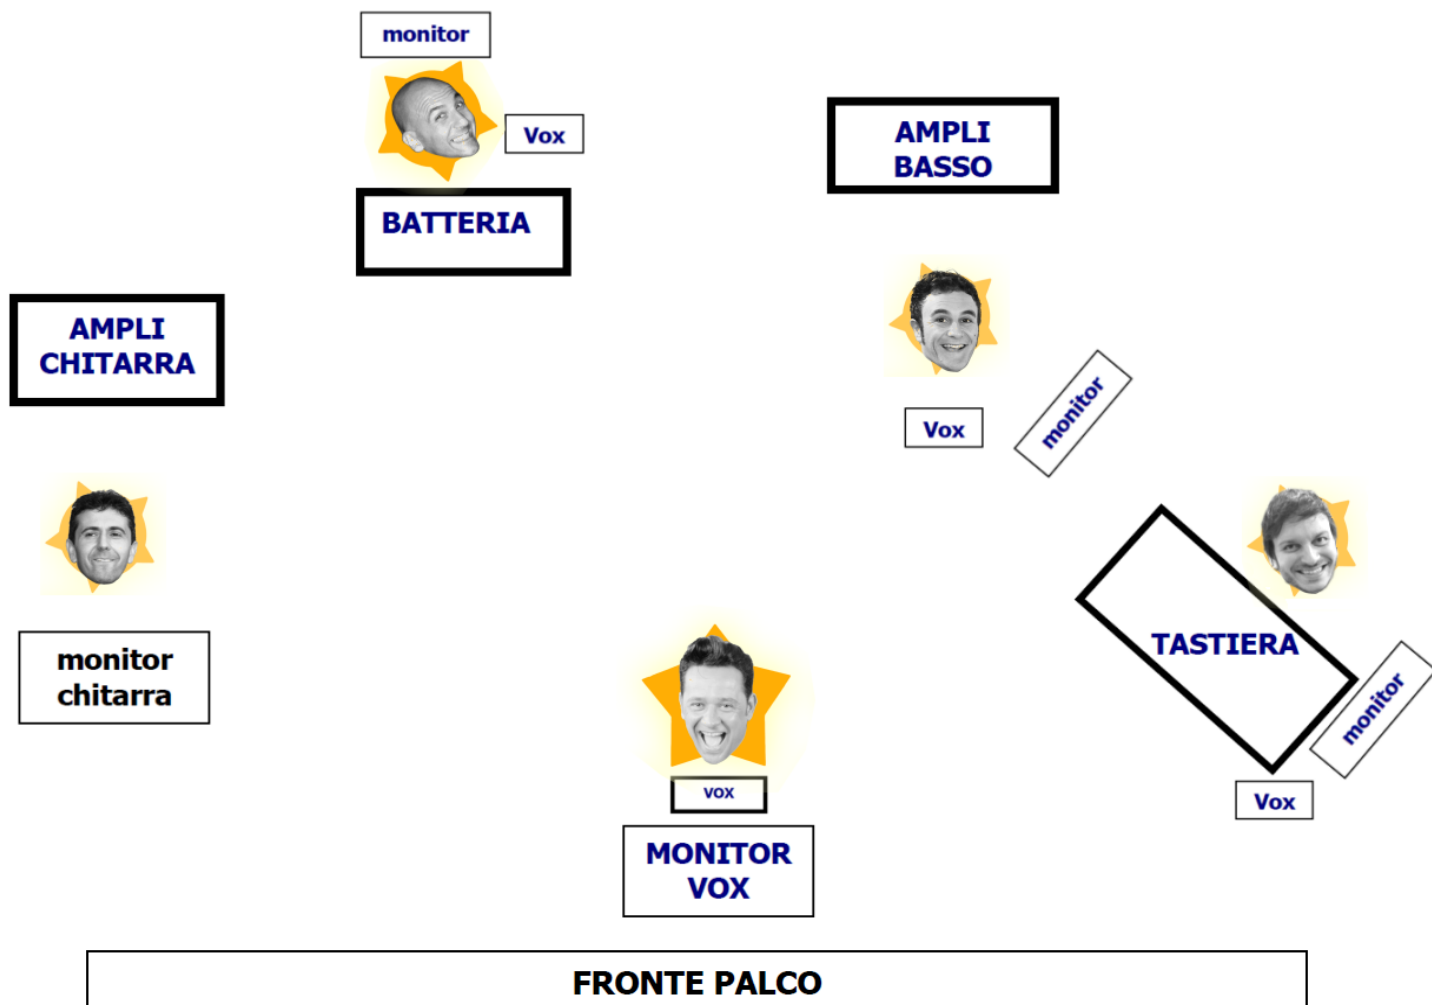 monitor
Vox
AMPLI
BASSO
BATTERIA
AMPLI
CHITARRA
monitor
Vox
monitor
chitarra
TASTIERA
monitor
vox
Vox
MONITOR
VOX
FRONTE PALCO